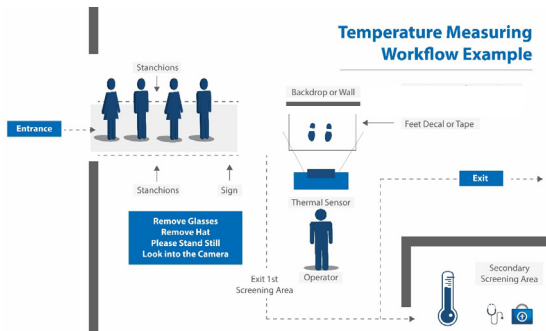 Temperature Measuring
Workflow Example
Stanchions
Backdrop or Wall
Entrance
Feet Decal or Tape
Stanchions
Sign
Exit
Thermal Sensor
Remove Glasses
Remove Hat
Please Stand Still
Look into the Camera
Operator
Exit 1st
Screening Area
Secondary
Screening Area